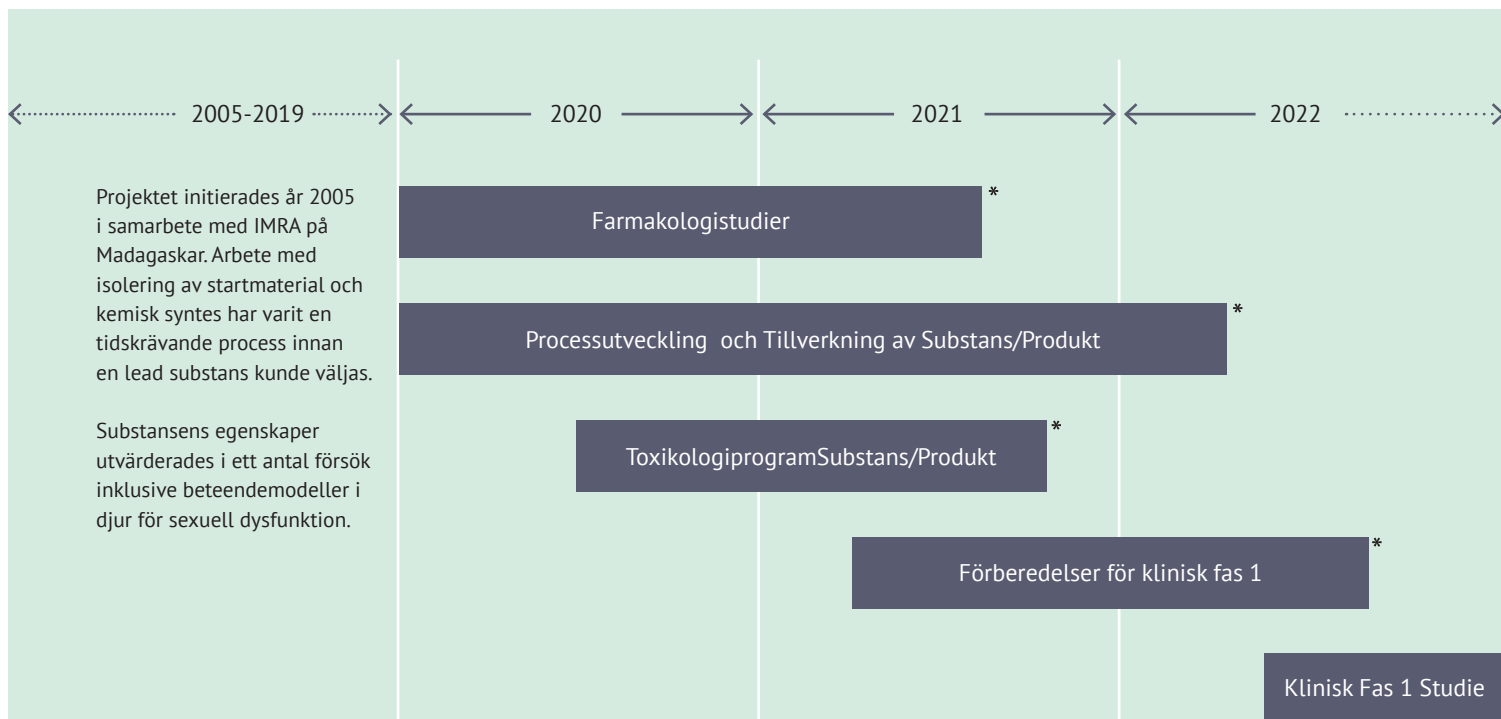 2005-2019
2020
2021
2022
Projektet initierades år 2005
i samarbete med IMRA på
Madagaskar. Arbete med
isolering av startmaterial och
kemisk syntes har varit en
tidskrävande process innan
en lead substans kunde väljas.
Substansens egenskaper
utvärderades i ett antal försök
inklusive beteendemodeller i
djur för sexuell dysfunktion.
Farmakologistudier *
Processutveckling och Tillverkning av Substans/Produkt *
ToxikologiprogramSubstans/Produkt *
Förberedelser för klinisk fas 1 *
Klinisk Fas 1 Studie